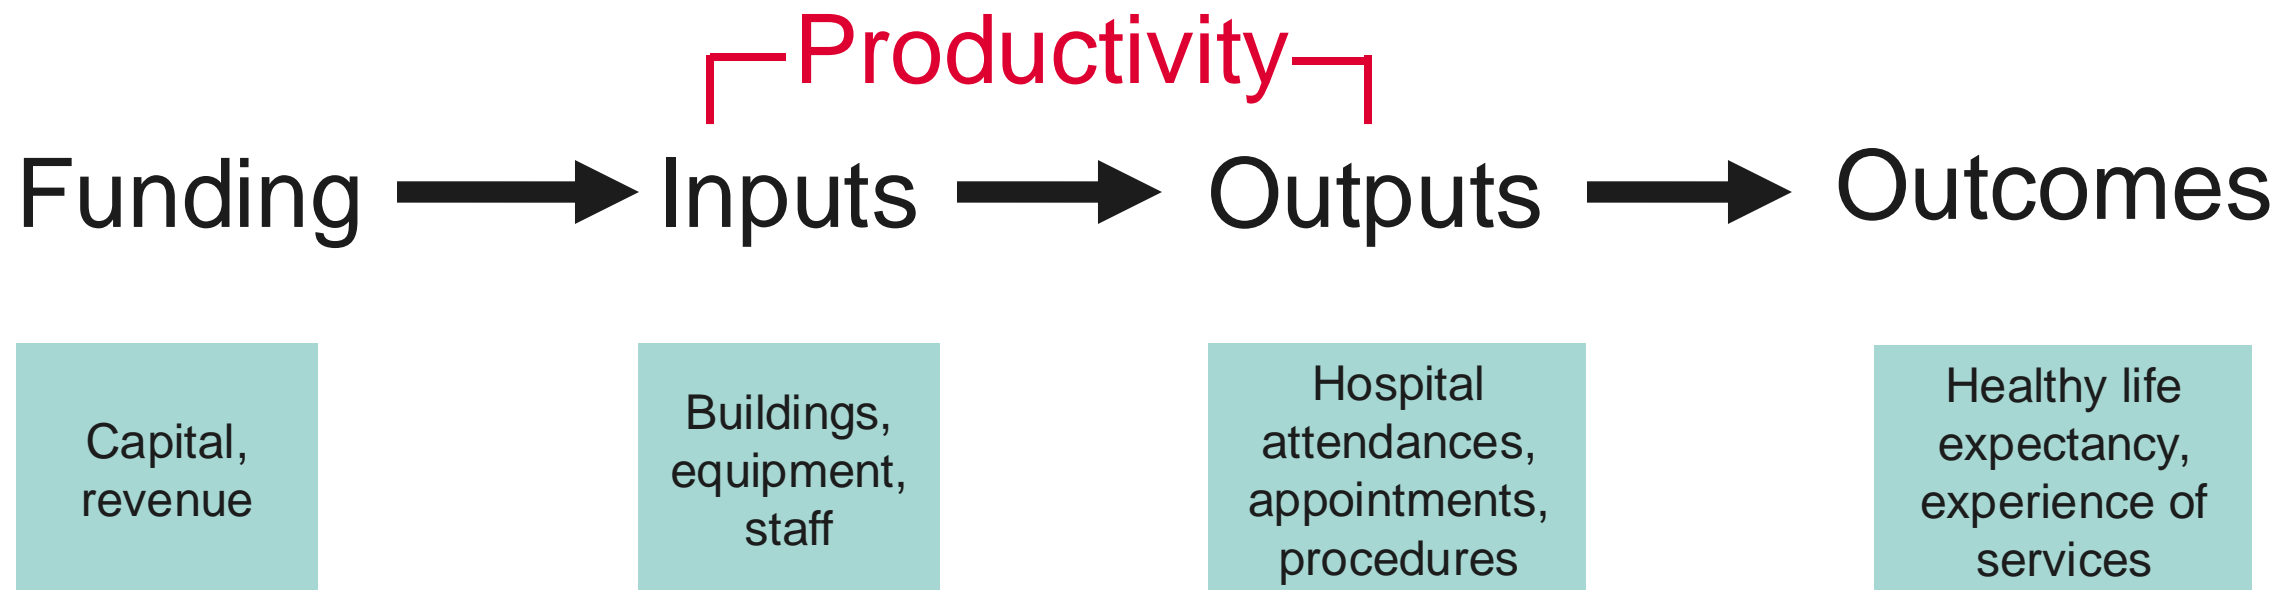 Productivity
Funding
Inputs
Outputs
Outcomes
Capital,
revenue
Buildings,
equipment,
staff
Hospital
attendances,
appointments,
procedures
Healthy life
expectancy,
experience of
services